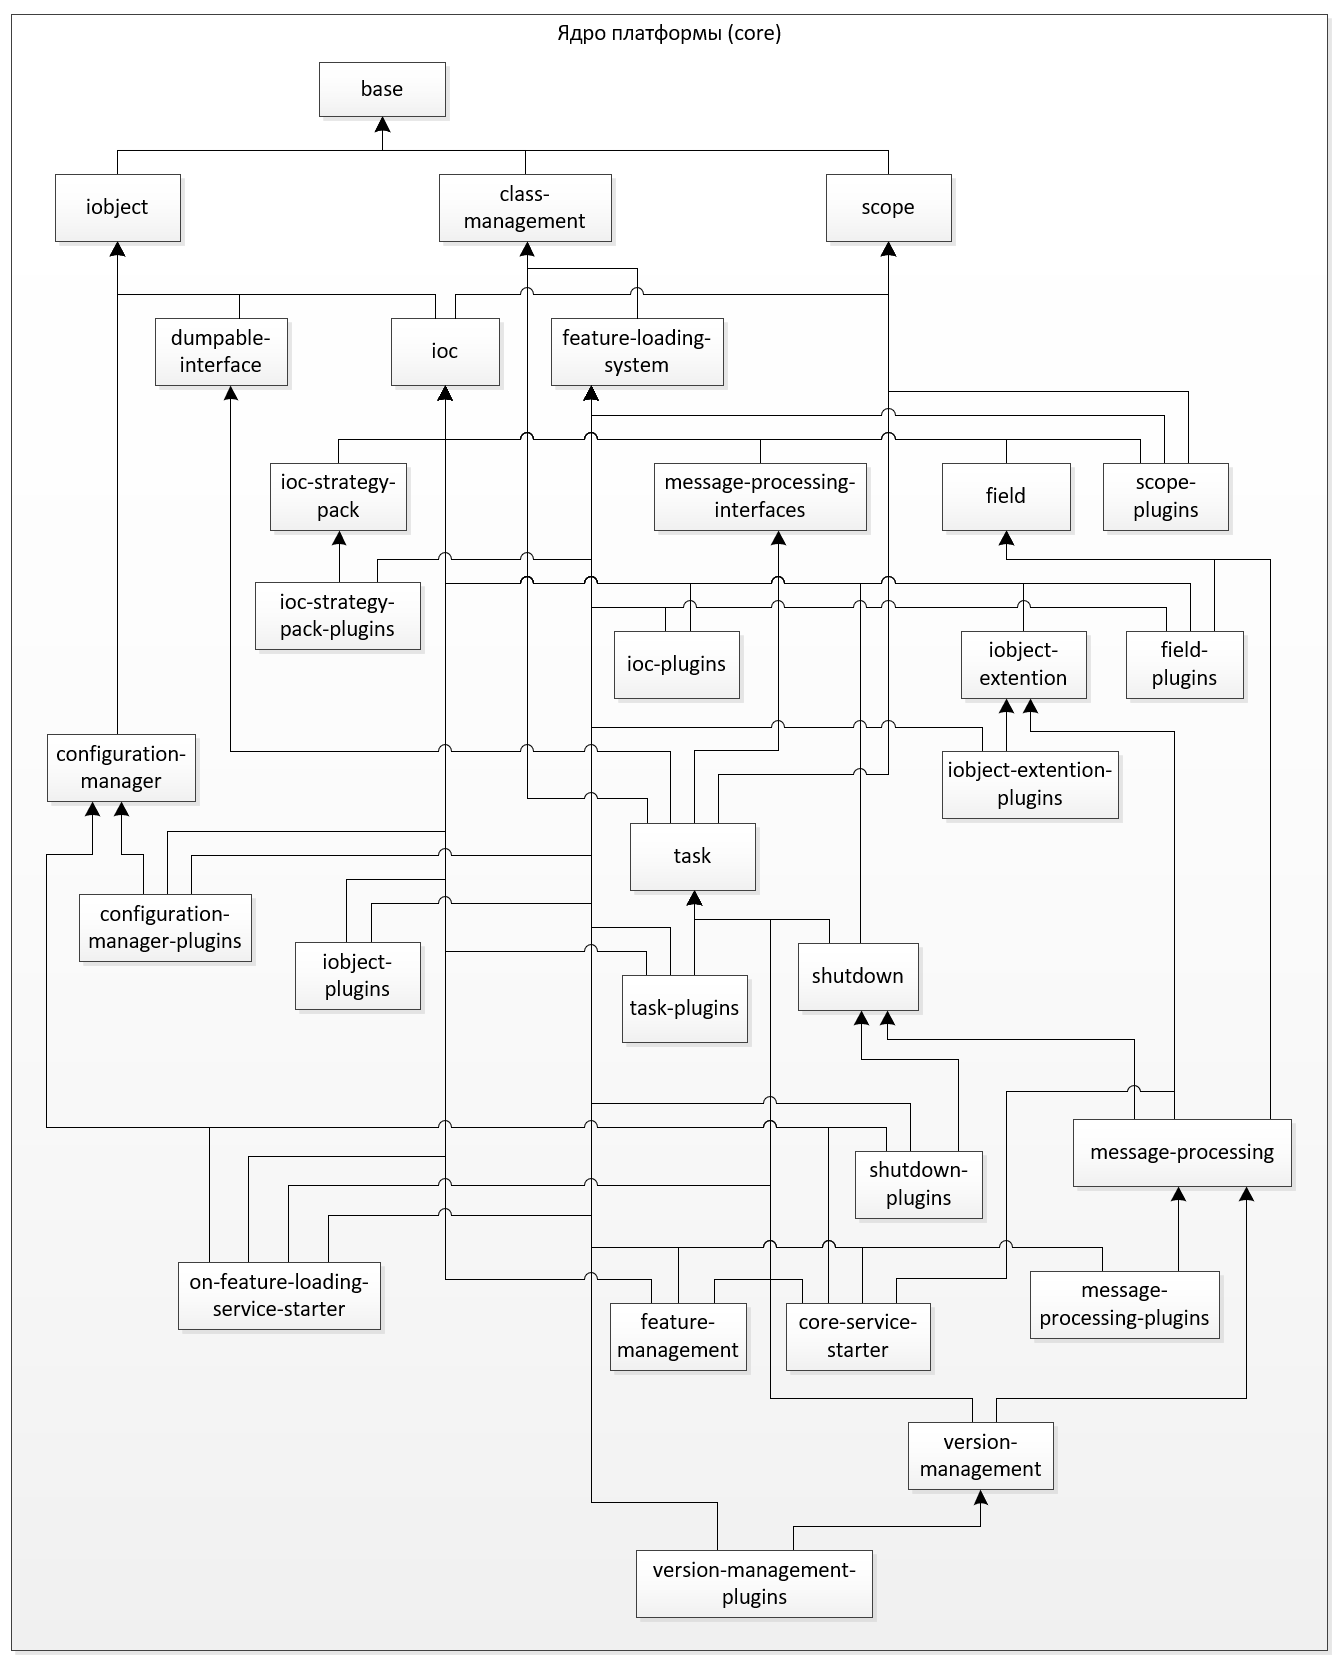 Ядро платформы (core)
base
iobject
class-
management
scope
dumpable-
interface
ioc
feature-loading-
system
ioc-strategy-
pack
message-processing-
interfaces
field
scope-
plugins
ioc-strategy-
pack-plugins
ioc-plugins
iobject-
extention
field-
plugins
configuration-
manager
iobject-extention-
plugins
task
configuration-
manager-plugins
iobject-
plugins
task-plugins
shutdown
message-processing
shutdown-
plugins
on-feature-loading-
service-starter
feature-
management
core-service-
starter
message-
processing-plugins
version-
management
version-management-
plugins